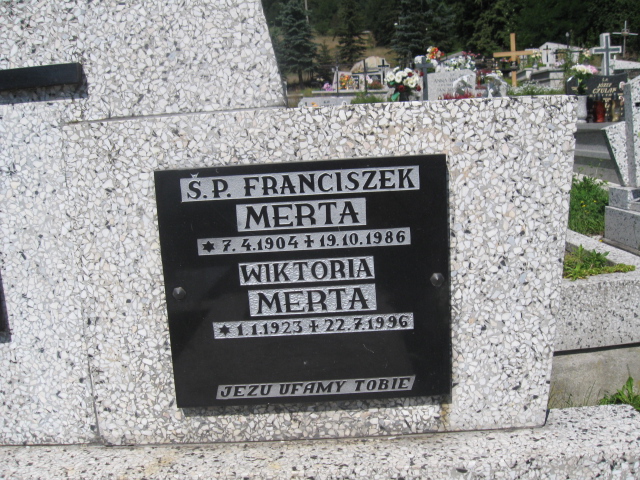 Ś.P. FRANCISZEK
MERTA
* 7.4.1904 + 19.10.1986
WIKTORIA
MERTA
* 1.1.1923 + 22.7.1996
JEZU UFAMY TOBIE